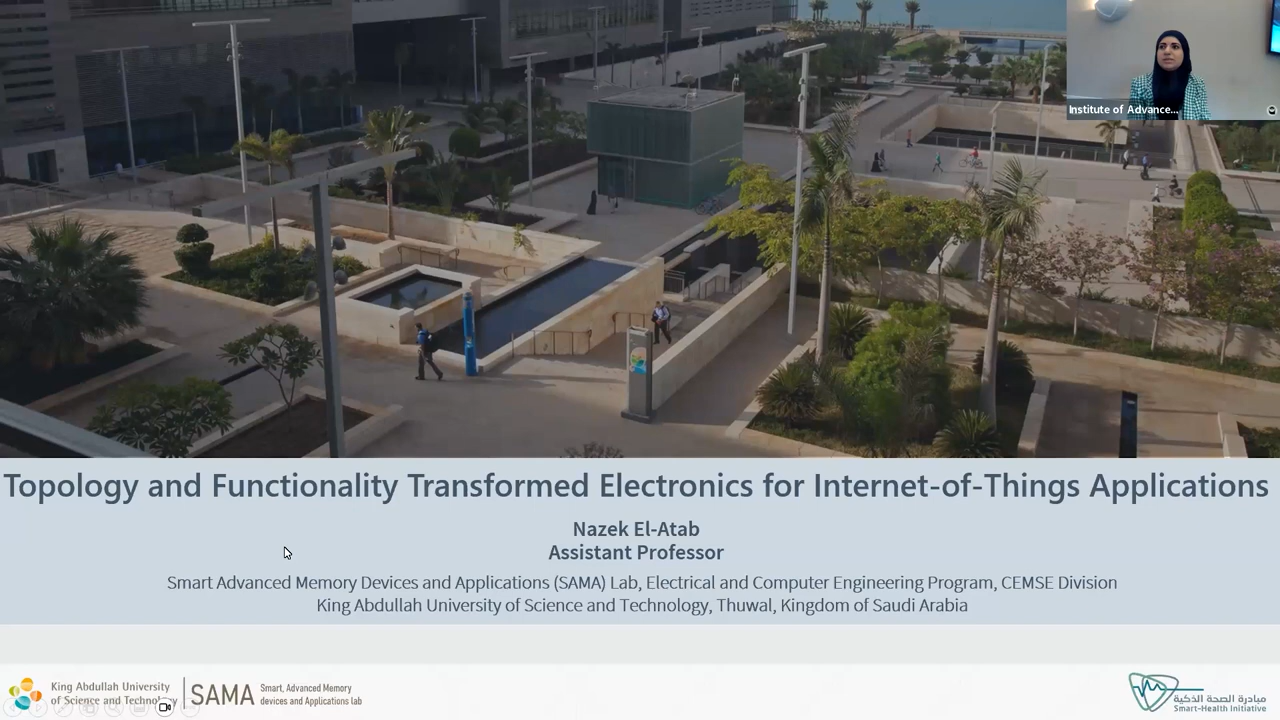 Institute of Advance...
Topology and Functionality Transformed Electronics for Internet-of-Things Applications
Nazek El-Atab
Assistant Professor
Smart Advanced Memory Devices and Applications (SAMA) Lab, Electrical and Computer Engineering Program, CEMSE Division
King Abdullah University of Science and Technology, Thuwal, Kingdom of Saudi Arabia
King Abdullah University
of Science and Technology
SAMA
Smart, Advanced Memory
devices and Applications lab
مبادرة الصحة الذكية
Smart-Health Initiative